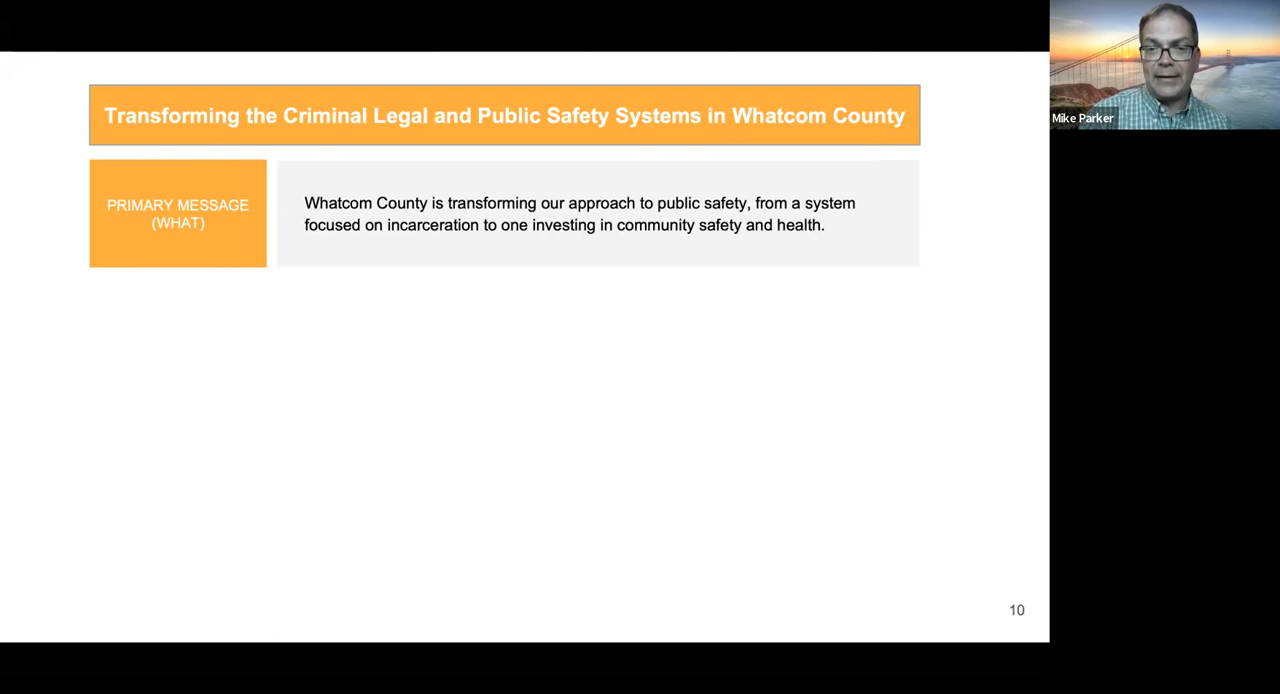 Transforming the Criminal Legal and Public Safety Systems in Whatcom County
PRIMARY MESSAGE
(WHAT)
Whatcom County is transforming our approach to public safety, from a system
focused on incarceration to one investing in community safety and health.
10
Mike Parker